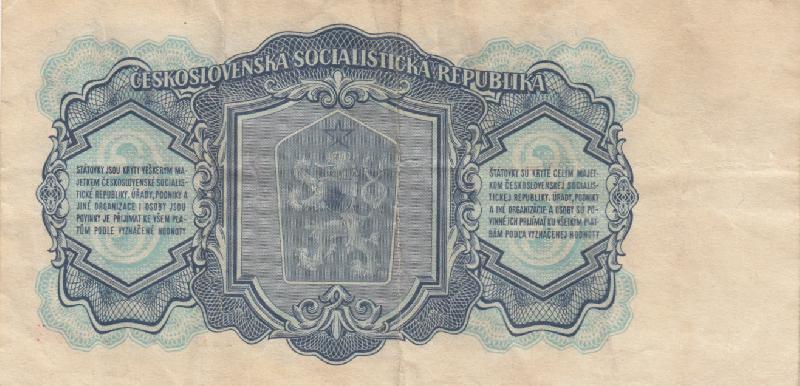 ČESKOSLOVENSKÁ SOCIALISTICKÁ REPUBLIKA
STÁTOVKY JSOU KRYTY VEŠKERÝM MA-
JETKEM ČESKOSLOVENSKÉ SOCIALIS-
TICKÉ REPUBLIKY. ÚŘADY, PODNIKY A
JINÉ ORGANIZACE I OSOBY JSOU
POVINNY JE PŘIJÍMAT KE VŠEM PLA-
TŮM PODLE VYZNAČENÉ HODNOTY
ŠTÁTOVKY SÚ KRYTÉ CELÝM MAJET-
KOM ČESKOSLOVENSKEJ SOCIALIS-
TICKEJ REPUBLIKY. ÚRADY, PODNIKY
A INÉ ORGANIZÁCIE A OSOBY SÚ PO-
VINNÉ ICH PRIJÍMAŤ KU VŠETKÝM PLAT-
BÁM PODĽA VYZNAČENEJ HODNOTY
3
3